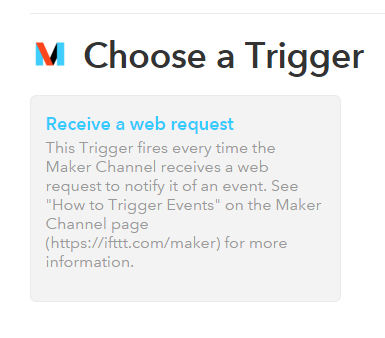 Choose a Trigger
Receive a web request
This Trigger fires every time the
Maker Channel receives a web
request to notify it of an event. See
"How to Trigger Events" on the Maker
Channel page
(https://ifttt.com/maker) for more
information.